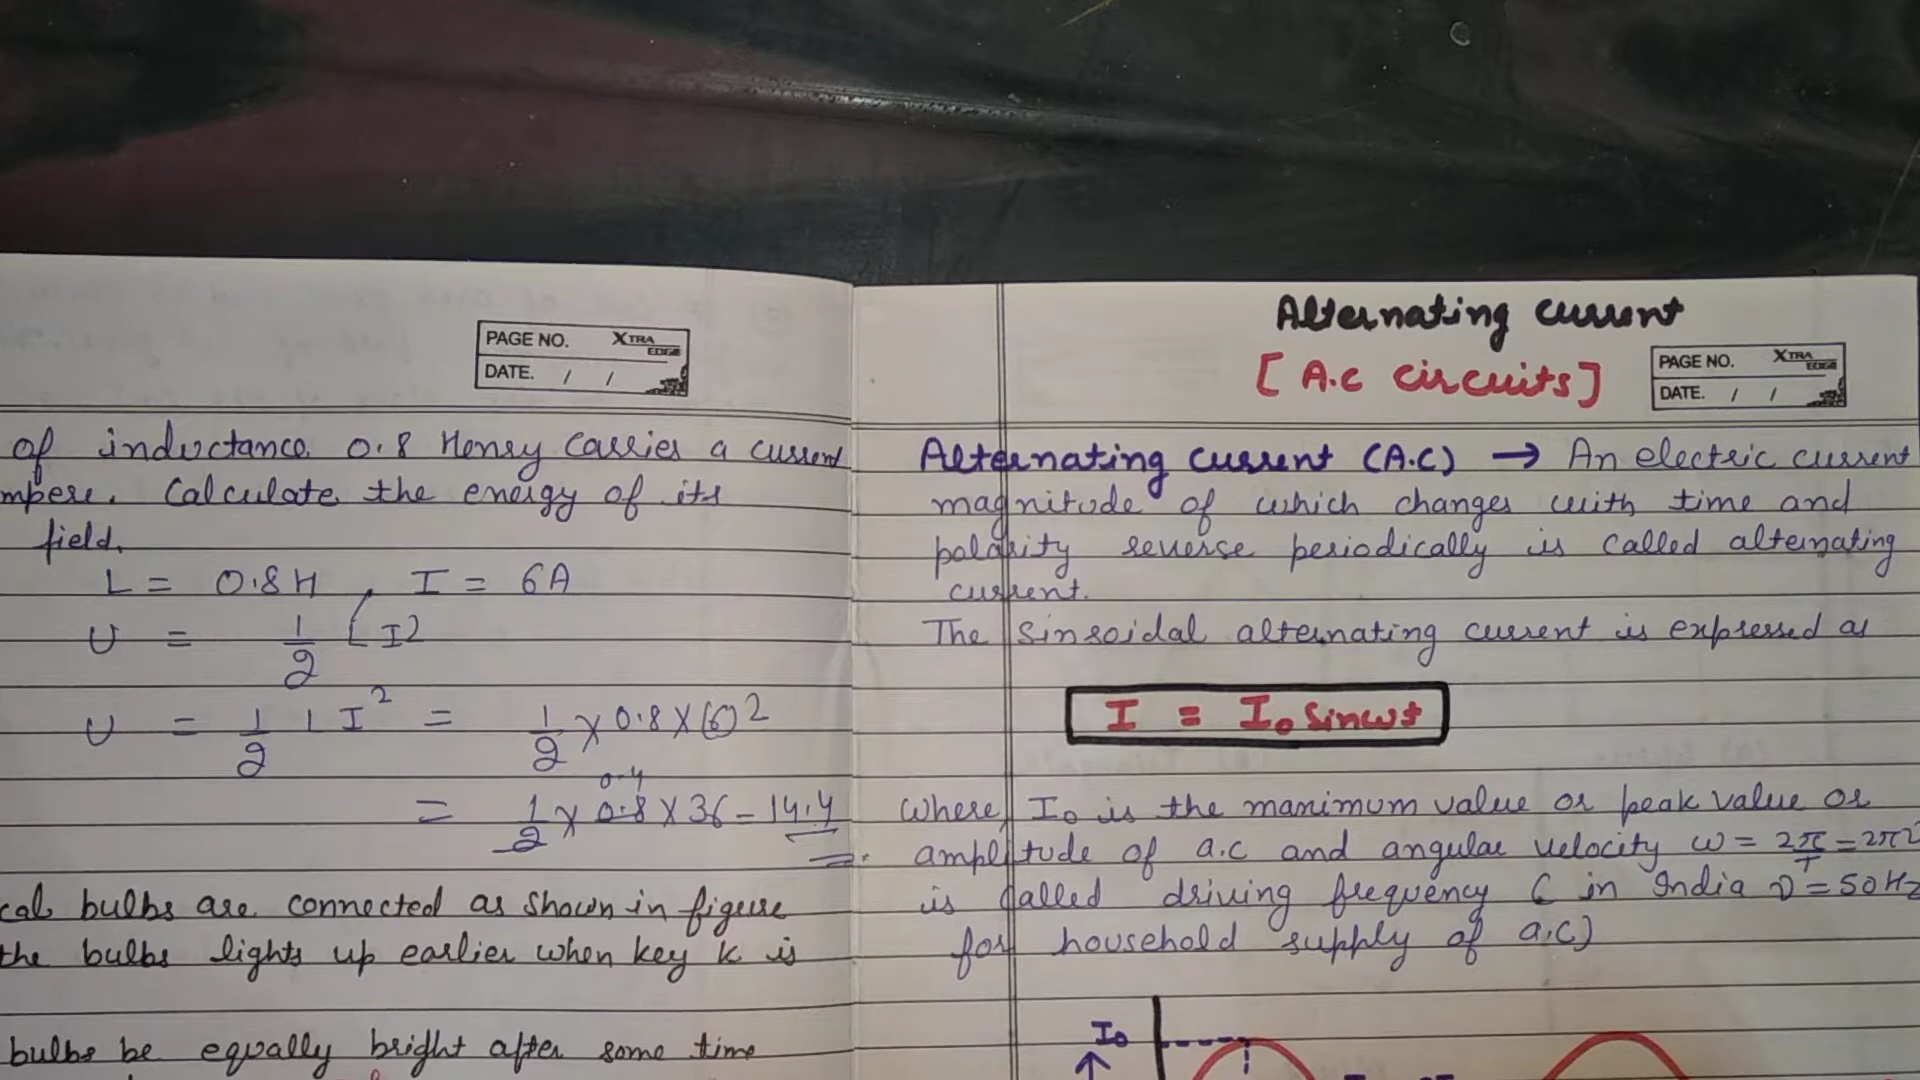 PAGE NO. XTRA EDGE
DATE. / /
of inductance 0.8 Henry Carries a current
mpere. Calculate the energy of its
field.
L = 0.8H , I = 6A
U = 1/2 L I2
U = 1/2 L I² = 1/2 × 0.8 × (6)2
0.4
= 1/2 × 0.8 × 36 = 14.4
cal bulbs are connected as shown in figure
the bulbs lights up earlier when key k is
bulbs be equally bright after some time
Alternating current
[ A.c circuits ]
PAGE NO. XTRA EDGE
DATE. / /
Alternating current (A.C) → An electric current
magnitude of which changes with time and
polarity reverse periodically is called alternating
current.
The sinsoidal alternating current is expressed as
I = I₀ sinωt
where, I₀ is the manimum value or peak value or
amplitude of a.c and angular velocity ω = 2π/T = 2πν
is called driving frequency ( in India ν = 50Hz
for household supply of a.c)
I₀